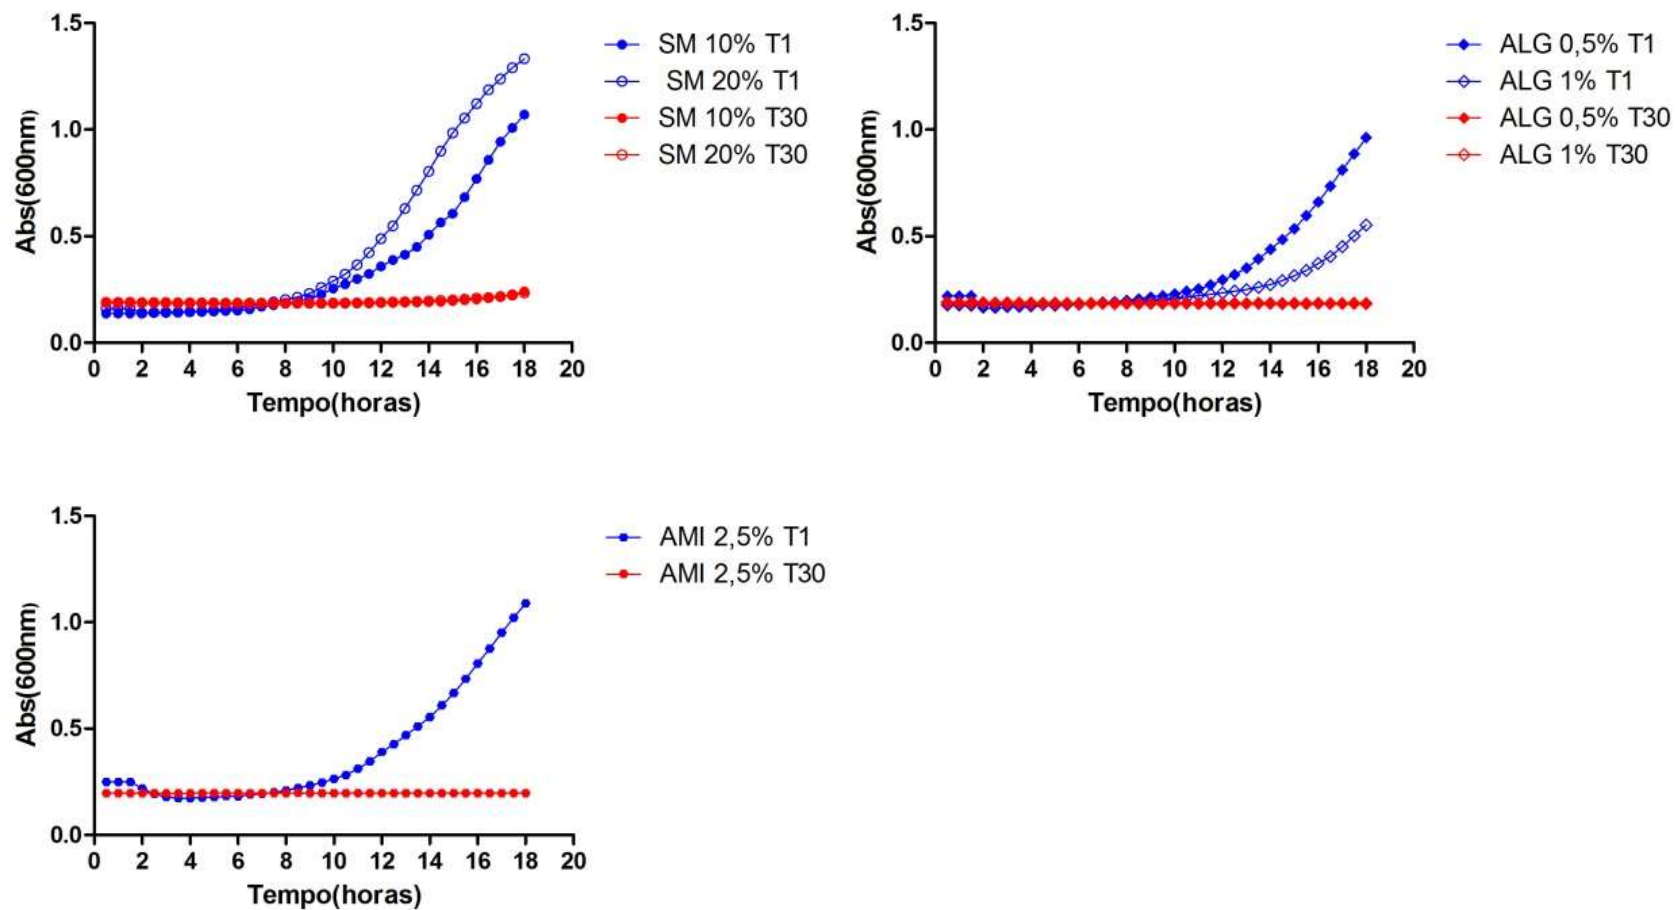 1.5
1.0
0.5
0.0
Abs(600nm)
0 2 4 6 8 10 12 14 16 18 20
Tempo(horas)
SM 10% T1
SM 20% T1
SM 10% T30
SM 20% T30
1.5
1.0
0.5
0.0
Abs(600nm)
0 2 4 6 8 10 12 14 16 18 20
Tempo(horas)
ALG 0,5% T1
ALG 1% T1
ALG 0,5% T30
ALG 1% T30
1.5
1.0
0.5
0.0
Abs(600nm)
0 2 4 6 8 10 12 14 16 18 20
Tempo(horas)
AMI 2,5% T1
AMI 2,5% T30